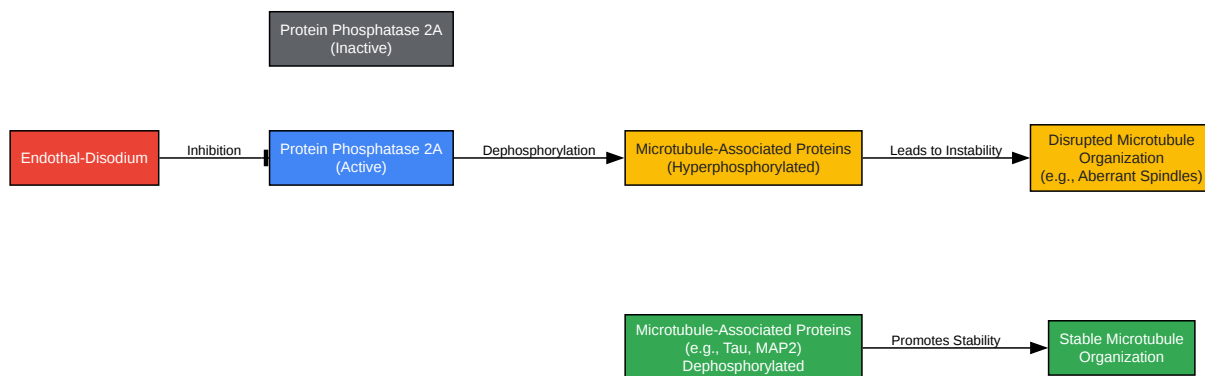 Protein Phosphatase 2A
(Inactive)
Endothal-Disodium
Inhibition
Protein Phosphatase 2A
(Active)
Dephosphorylation
Microtubule-Associated Proteins
(Hyperphosphorylated)
Leads to Instability
Disrupted Microtubule
Organization
(e.g., Aberrant Spindles)
Microtubule-Associated Proteins
(e.g., Tau, MAP2)
Dephosphorylated
Promotes Stability
Stable Microtubule
Organization